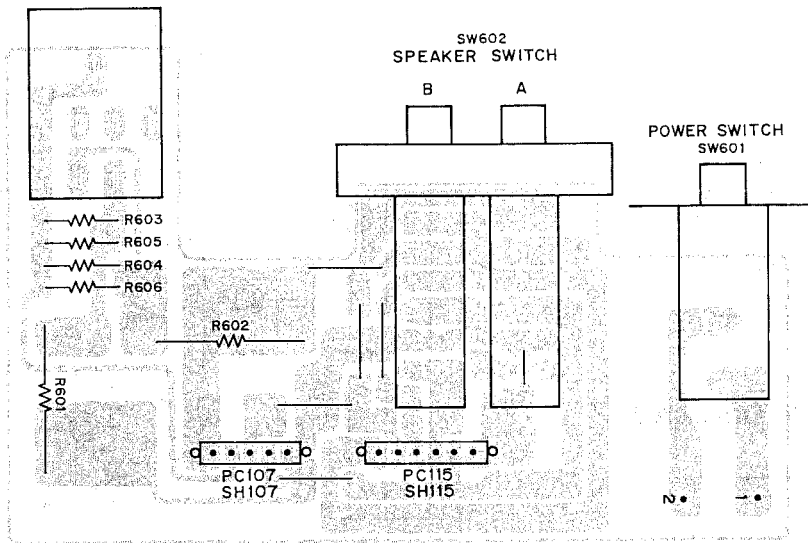 SW602
SPEAKER SWITCH
B
A
POWER SWITCH
SW601
R603
R605
R604
R606
R602
R601
PC107
SH107
PC115
SH115
2
1